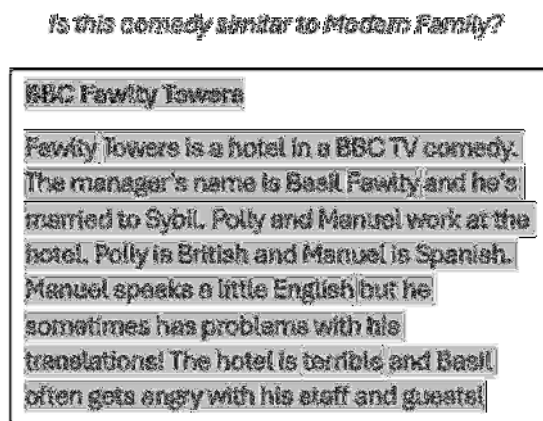 Is this comedy similar to Modern Family?
BBC Fawlty Towers
Fawlty Towers is a hotel in a BBC TV comedy.
The manager's name is Basil Fawlty and he's
married to Sybil. Polly and Manuel work at the
hotel. Polly is British and Manuel is Spanish.
Manuel speaks a little English but he
sometimes has problems with his
translations! The hotel is terrible and Basil
often gets angry with his staff and guests!